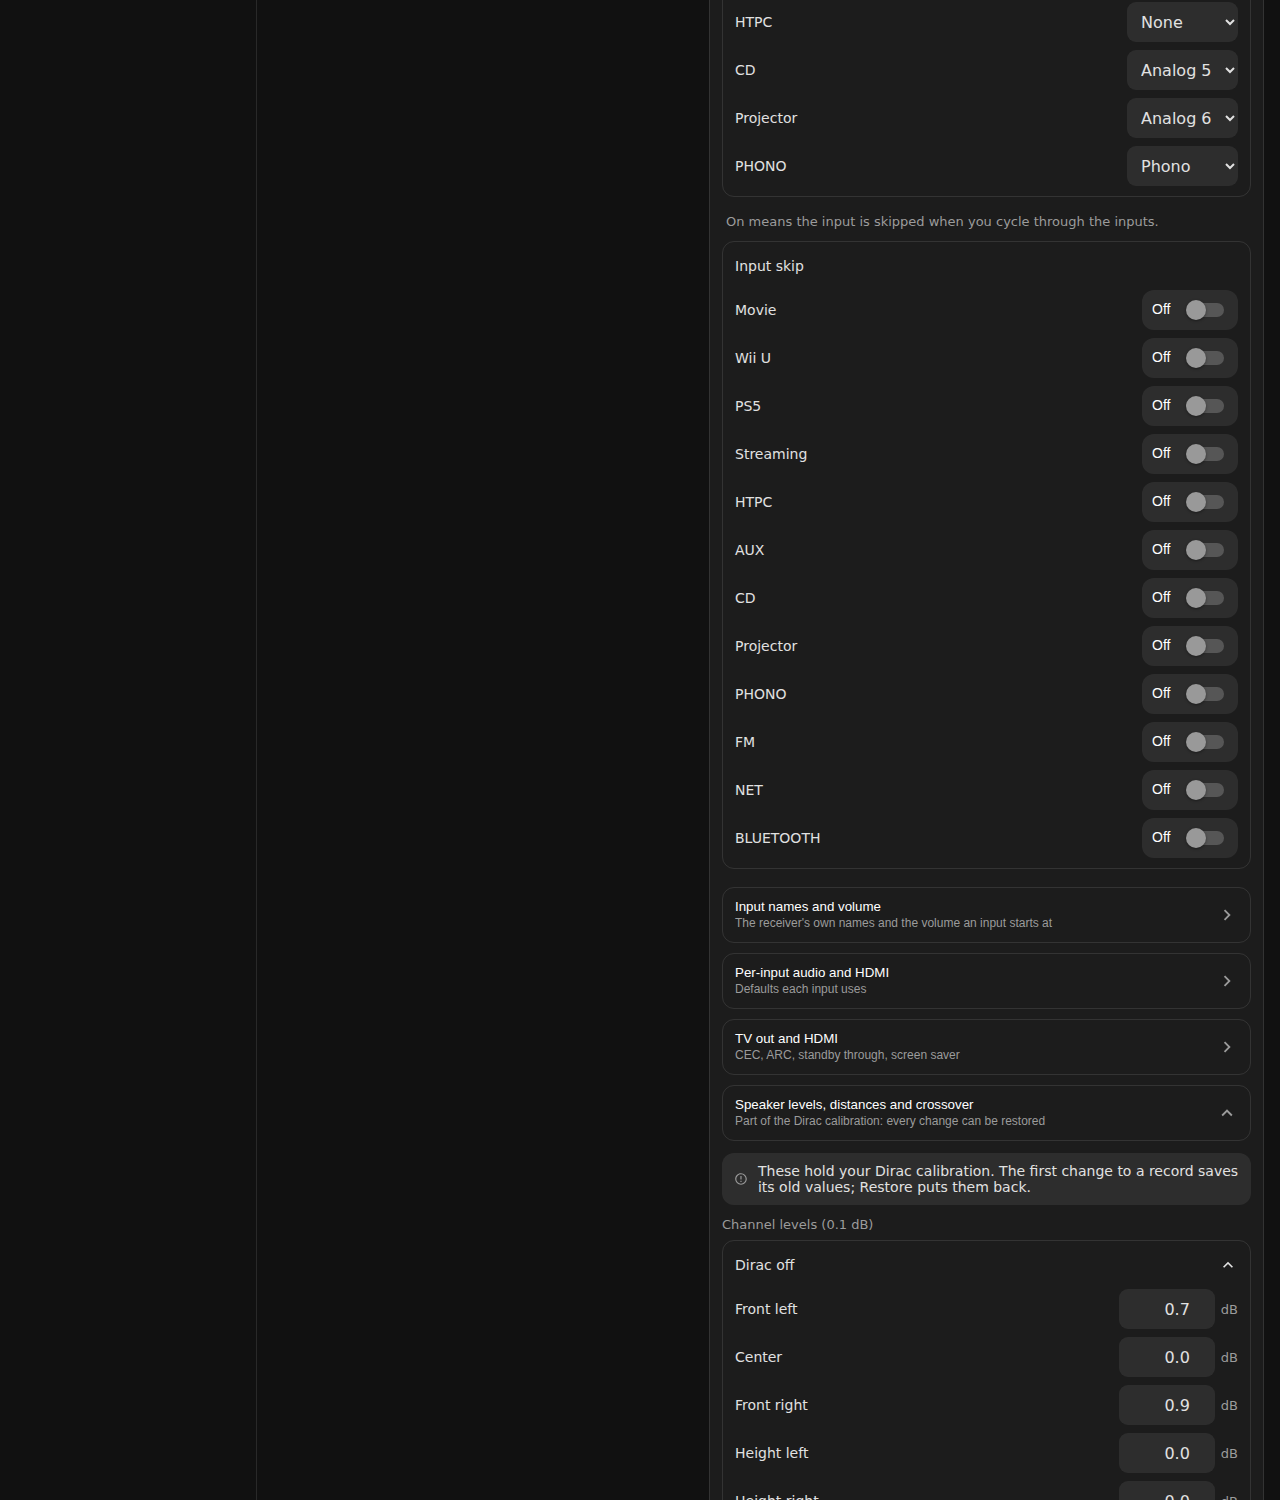 HTPC None
CD Analog 5
Projector Analog 6
PHONO Phono
On means the input is skipped when you cycle through the inputs.
Input skip
Movie Off
Wii U Off
PS5 Off
Streaming Off
HTPC Off
AUX Off
CD Off
Projector Off
PHONO Off
FM Off
NET Off
BLUETOOTH Off
Input names and volume
The receiver's own names and the volume an input starts at
Per-input audio and HDMI
Defaults each input uses
TV out and HDMI
CEC, ARC, standby through, screen saver
Speaker levels, distances and crossover
Part of the Dirac calibration: every change can be restored
These hold your Dirac calibration. The first change to a record saves
its old values; Restore puts them back.
Channel levels (0.1 dB)
Dirac off
Front left 0.7 dB
Center 0.0 dB
Front right 0.9 dB
Height left 0.0 dB
Height right 0.0 dB